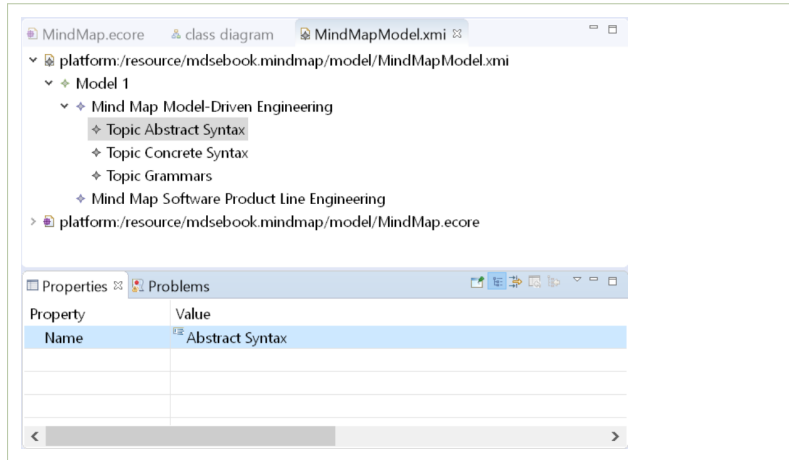 MindMap.ecore class diagram MindMapModel.xmi
platform:/resource/mdsebook.mindmap/model/MindMapModel.xmi
Model 1
Mind Map Model-Driven Engineering
Topic Abstract Syntax
Topic Concrete Syntax
Topic Grammars
Mind Map Software Product Line Engineering
platform:/resource/mdsebook.mindmap/model/MindMap.ecore
Properties Problems
Property Value
Name Abstract Syntax